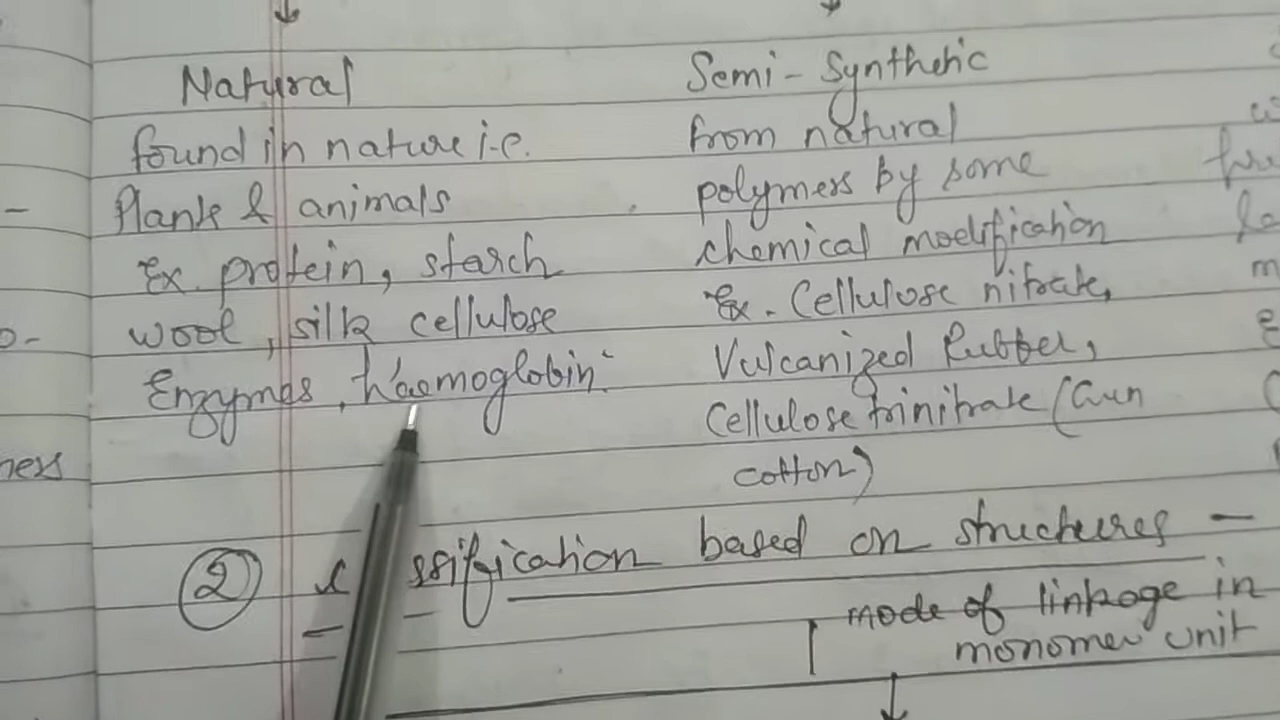 Natural
found in nature i.e.
Plants & animals
Ex. protein, starch
wool, silk cellulose
Enzymes, haemoglobin.
Semi-Synthetic
from natural
polymers by some
chemical modification
Ex. Cellulose nitrate,
Vulcanized Rubber,
Cellulose trinitrate (Gun
cotton)
② ssification based on structures -
mode of linkage in
monomer unit